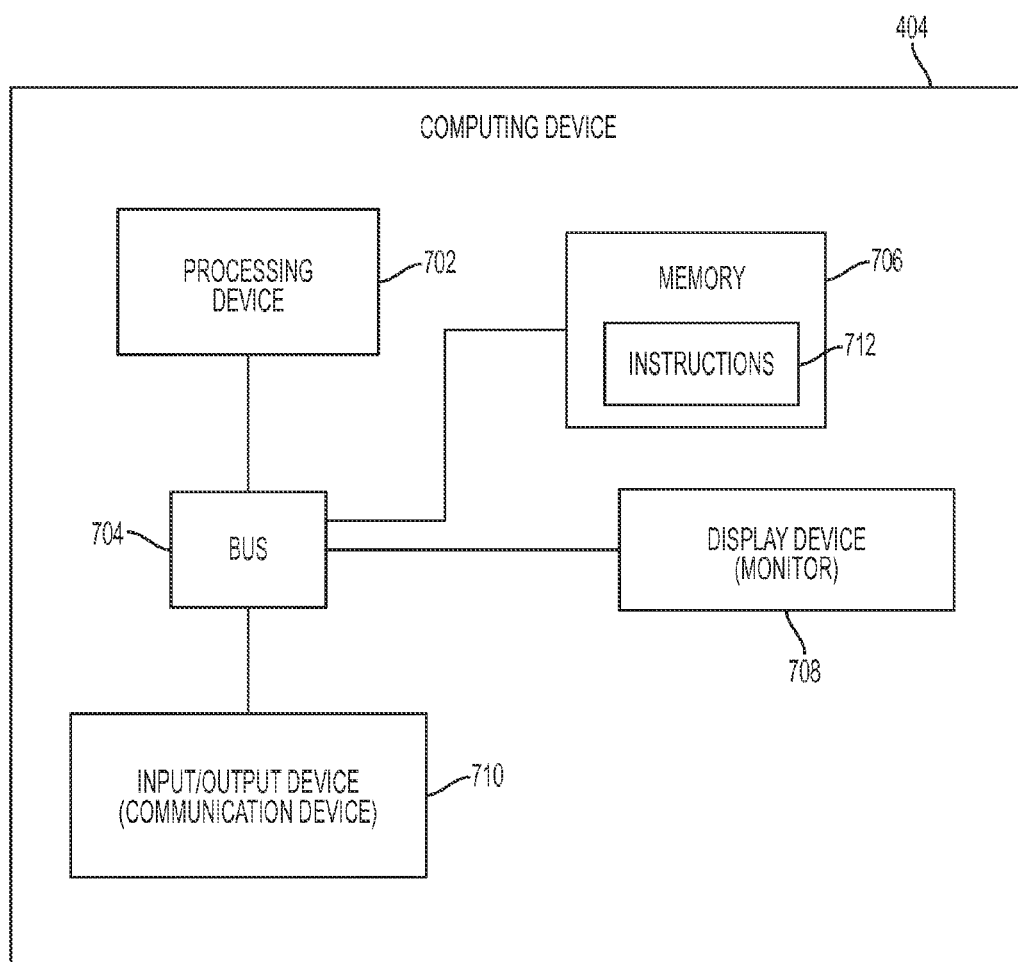 404
COMPUTING DEVICE
PROCESSING
DEVICE
702
MEMORY
706
INSTRUCTIONS
712
704
BUS
DISPLAY DEVICE
(MONITOR)
708
INPUT/OUTPUT DEVICE
(COMMUNICATION DEVICE)
710